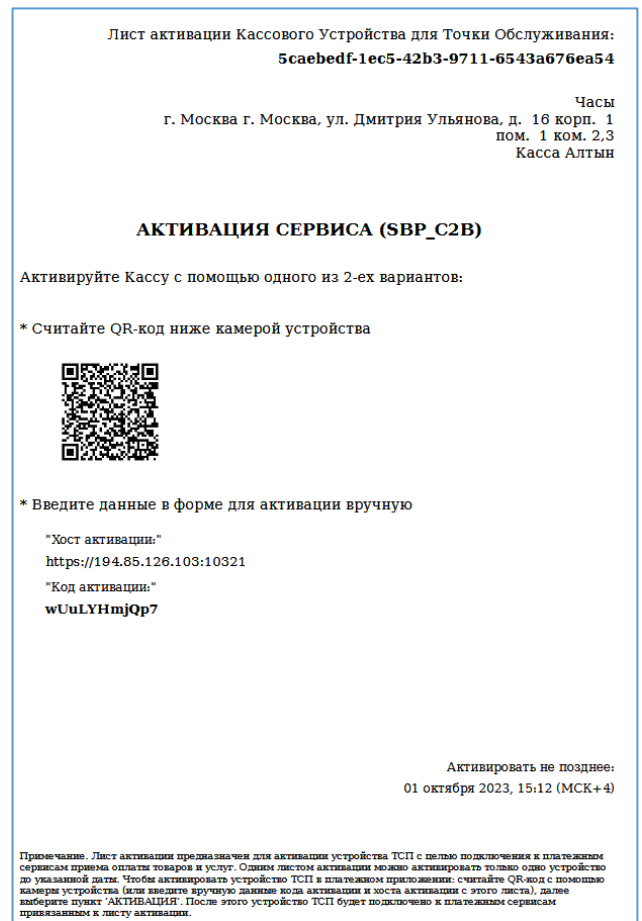 Лист активации Кассового Устройства для Точки Обслуживания:
5caebedf-1ec5-42b3-9711-6543a676ea54
Часы
г. Москва г. Москва, ул. Дмитрия Ульянова, д. 16 корп. 1
пом. 1 ком. 2,3
Касса Алтын
АКТИВАЦИЯ СЕРВИСА (SBP_C2B)
Активируйте Кассу с помощью одного из 2-ех вариантов:
* Считайте QR-код ниже камерой устройства
* Введите данные в форме для активации вручную
"Хост активации:"
https://194.85.126.103:10321
"Код активации:"
wUuLYHmjQp7
Активировать не позднее:
01 октября 2023, 15:12 (МСК+4)
Примечание. Лист активации предназначен для активации устройства ТСП с целью подключения к платежным
сервисам приема оплаты товаров и услуг. Одним листом активации можно активировать только одно устройство
до указанной даты. Чтобы активировать устройство ТСП в платежном приложении: считайте QR-код с помощью
камеры устройства (или введите вручную данные кода активации и хоста активации с этого листа), далее
выберите пункт ‘АКТИВАЦИЯ’. После этого устройство ТСП будет подключено к платежным сервисам
привязанным к листу активации.